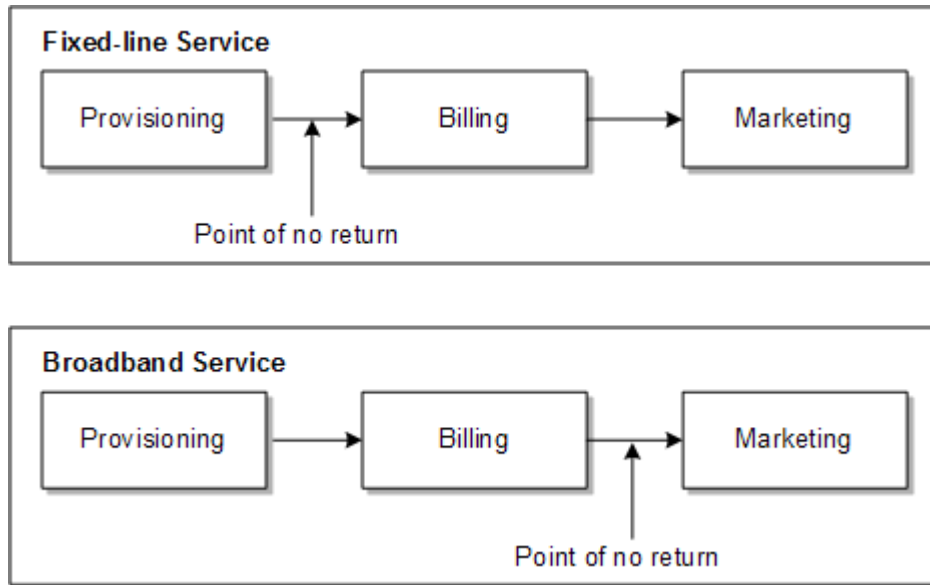 Fixed-line Service
Provisioning
Billing
Marketing
Point of no return
Broadband Service
Provisioning
Billing
Marketing
Point of no return